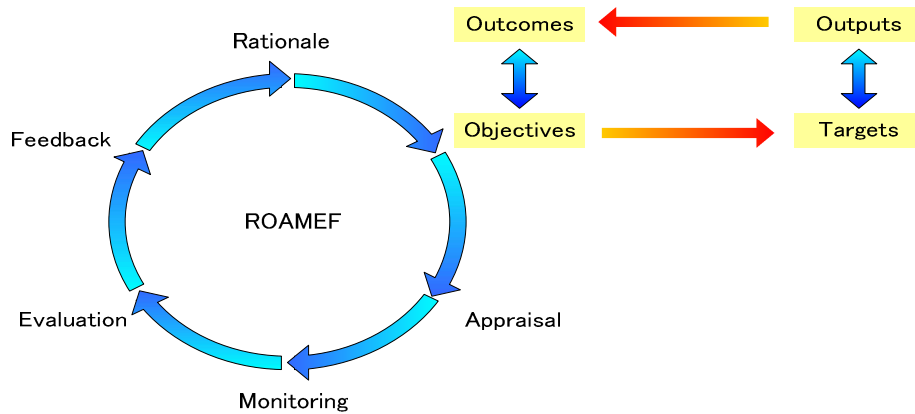 Outcomes
Outputs
Rationale
Objectives
Targets
Feedback
ROAMEF
Evaluation
Appraisal
Monitoring